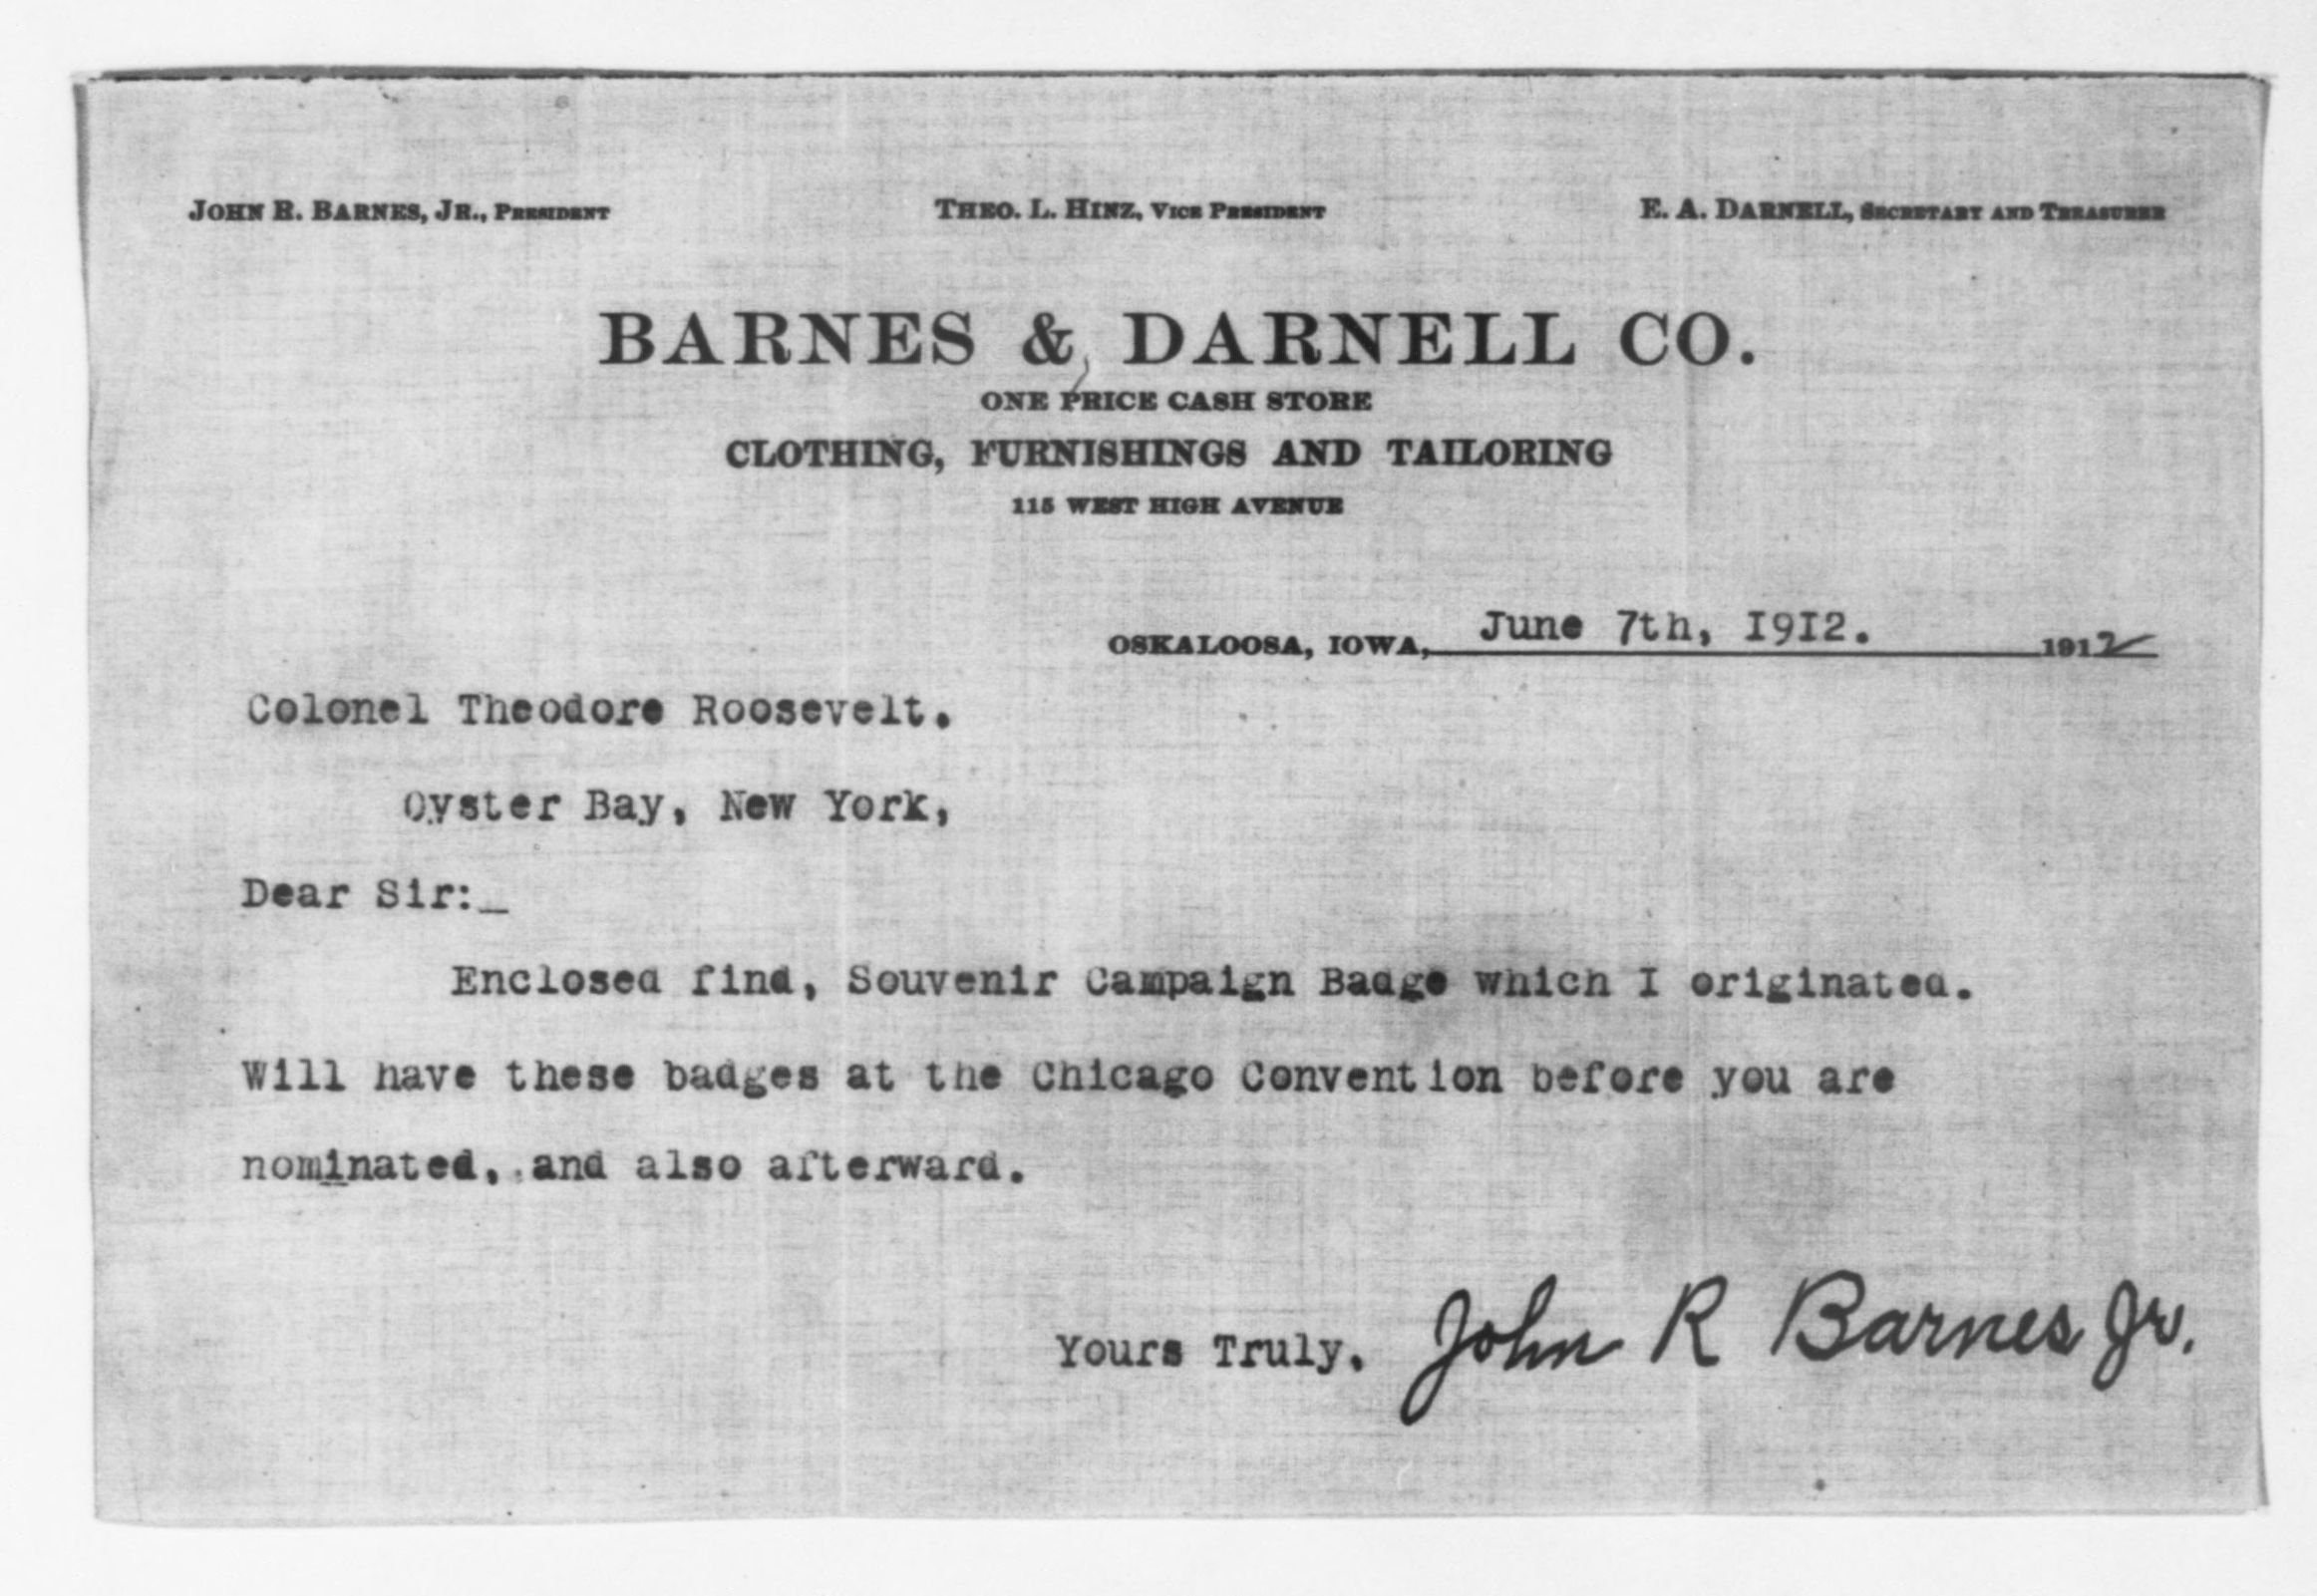 JOHN R. BARNES, JR., PRESIDENT THEO. L. HINZ, VICE PRESIDENT E. A. DARNELL, SECRETARY AND TREASURER
BARNES & DARNELL CO.
ONE PRICE CASH STORE
CLOTHING, FURNISHINGS AND TAILORING
115 WEST HIGH AVENUE
OSKALOOSA, IOWA, June 7th, 1912. 1912
Colonel Theodore Roosevelt.
Oyster Bay, New York,
Dear Sir:_
Enclosed find, Souvenir Campaign Badge which I originated.
Will have these badges at the Chicago Convention before you are
nominated, and also afterward.
Yours Truly, John R Barnes Jr.